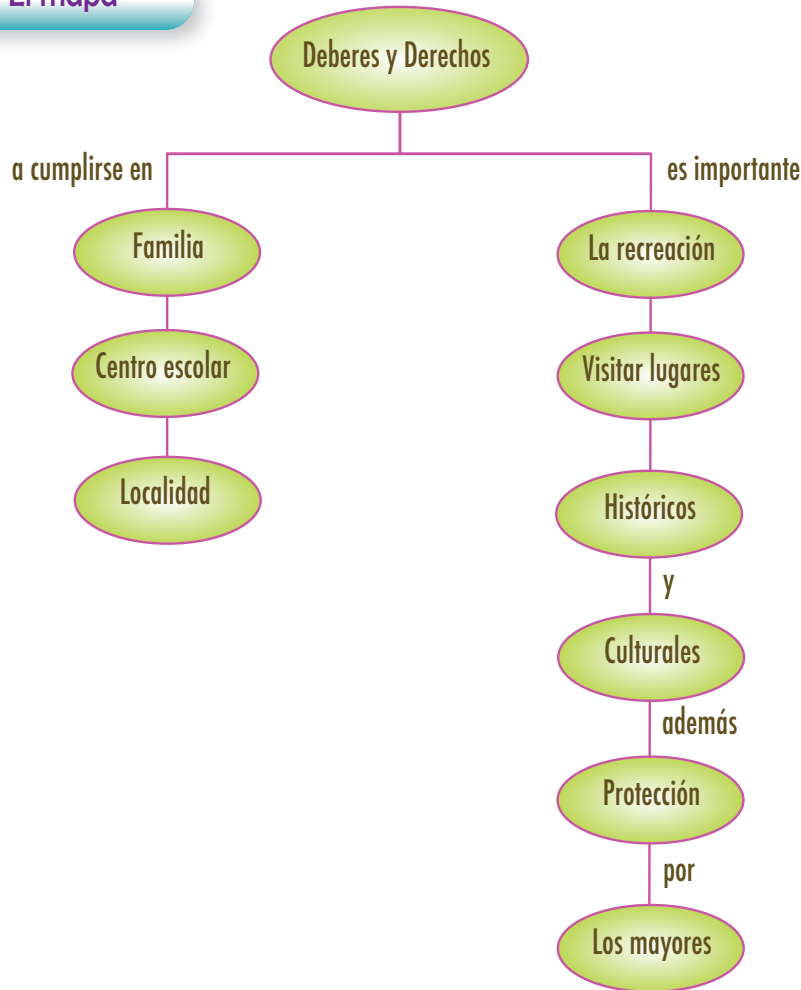 El mapa
Deberes y Derechos
a cumplirse en
Familia
Centro escolar
Localidad
es importante
La recreación
Visitar lugares
Históricos
y
Culturales
además
Protección
por
Los mayores